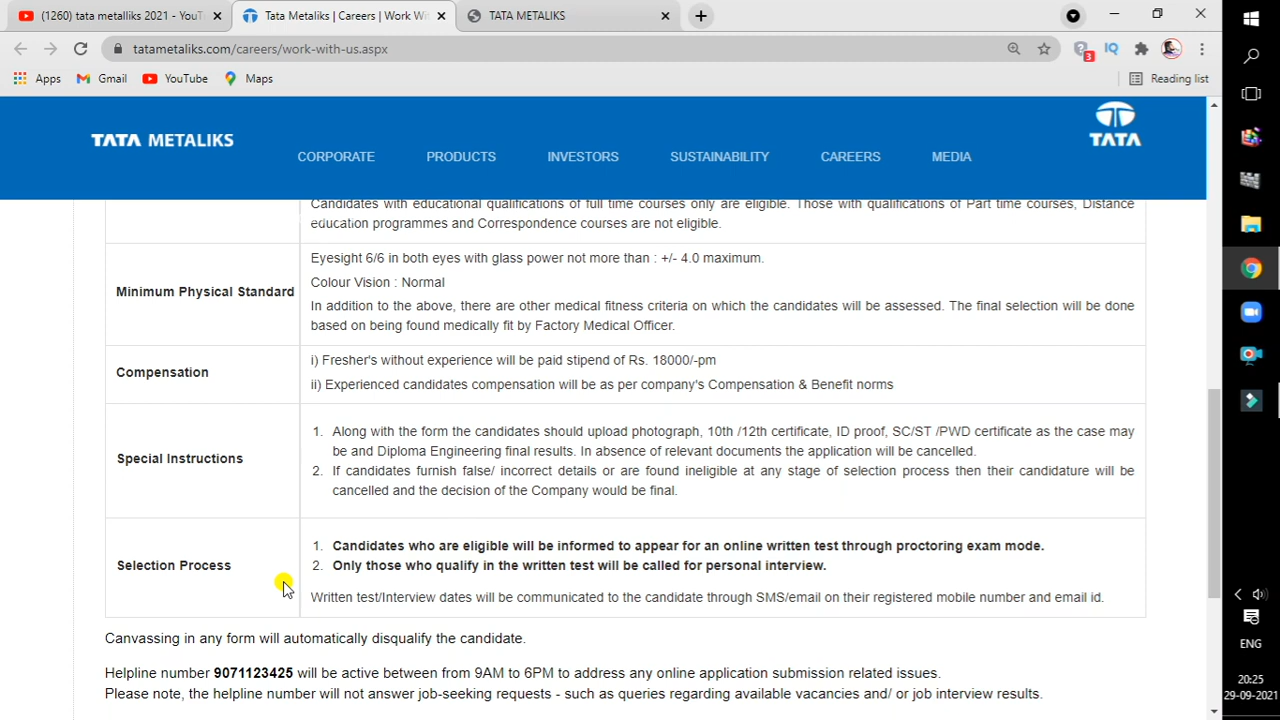 (1260) tata metalliks 2021 - YouT
Tata Metaliks | Careers | Work Wi
TATA METALIKS
tatametaliks.com/careers/work-with-us.aspx
3
IQ
Apps
Gmail
YouTube
Maps
Reading list
TATA METALIKS
TATA
CORPORATE
PRODUCTS
INVESTORS
SUSTAINABILITY
CAREERS
MEDIA
Candidates with educational qualifications of full time courses only are eligible. Those with qualifications of Part time courses, Distance
education programmes and Correspondence courses are not eligible.
Minimum Physical Standard
Eyesight 6/6 in both eyes with glass power not more than : +/- 4.0 maximum.
Colour Vision : Normal
In addition to the above, there are other medical fitness criteria on which the candidates will be assessed. The final selection will be done
based on being found medically fit by Factory Medical Officer.
Compensation
i) Fresher's without experience will be paid stipend of Rs. 18000/-pm
ii) Experienced candidates compensation will be as per company's Compensation & Benefit norms
Special Instructions
1. Along with the form the candidates should upload photograph, 10th /12th certificate, ID proof, SC/ST /PWD certificate as the case may
be and Diploma Engineering final results. In absence of relevant documents the application will be cancelled.
2. If candidates furnish false/ incorrect details or are found ineligible at any stage of selection process then their candidature will be
cancelled and the decision of the Company would be final.
Selection Process
1. Candidates who are eligible will be informed to appear for an online written test through proctoring exam mode.
2. Only those who qualify in the written test will be called for personal interview.
Written test/Interview dates will be communicated to the candidate through SMS/email on their registered mobile number and email id.
Canvassing in any form will automatically disqualify the candidate.
Helpline number 9071123425 will be active between from 9AM to 6PM to address any online application submission related issues.
Please note, the helpline number will not answer job-seeking requests - such as queries regarding available vacancies and/ or job interview results.
ENG
20:25
29-09-2021